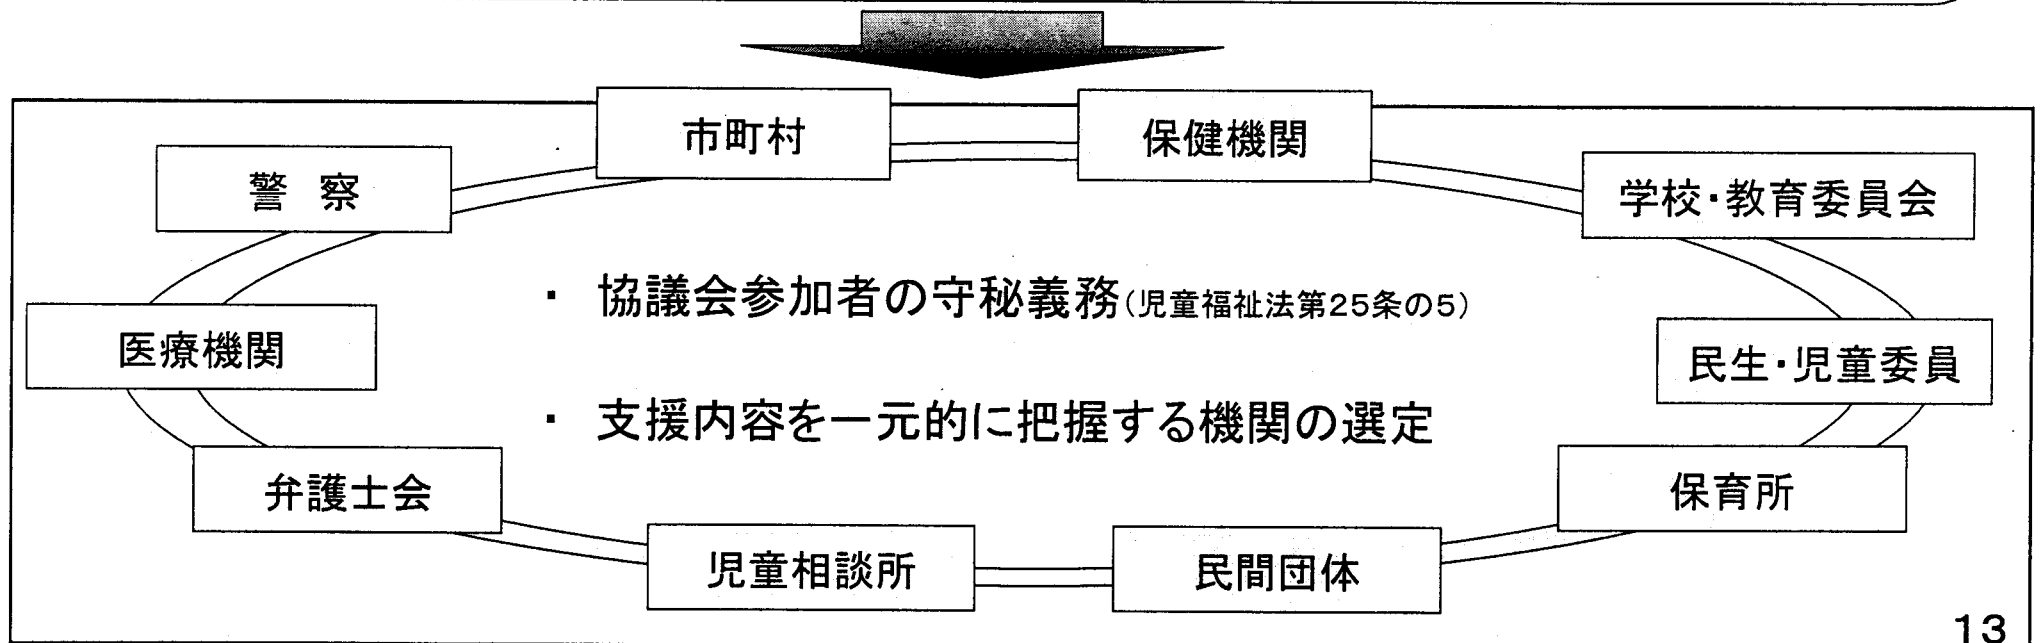 市町村
保健機関
警 察
学校・教育委員会
・ 協議会参加者の守秘義務(児童福祉法第25条の5)
医療機関
民生・児童委員
・ 支援内容を一元的に把握する機関の選定
弁護士会
保育所
児童相談所
民間団体
13